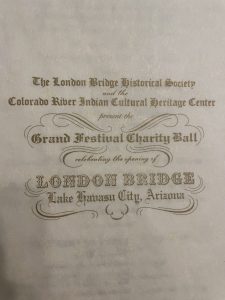 The London Bridge Historical Society
and the
Colorado River Indian Cultural Heritage Center
present the
Grand Festival Charity Ball
celebrating the opening of
LONDON BRIDGE
Lake Havasu City, Arizona